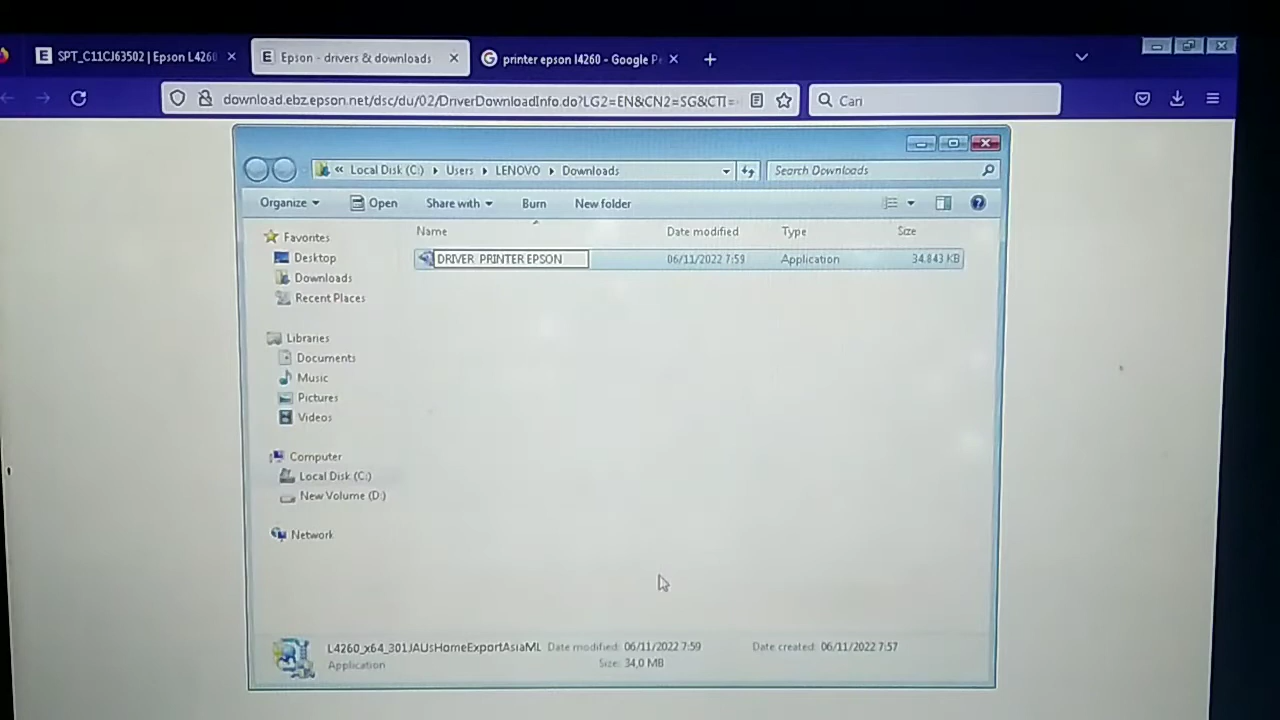 SPT_C11CJ63502 | Epson L4260
Epson - drivers & downloads
printer epson l4260 - Google Pe
download.ebz.epson.net/dsc/du/02/DriverDownloadInfo.do?LG2=EN&CN2=SG&CTI=
Cari
« Local Disk (C:) ▸ Users ▸ LENOVO ▸ Downloads
Search Downloads
Organize
Open
Share with
Burn
New folder
Name
Date modified
Type
Size
DRIVER PRINTER EPSON
06/11/2022 7:59
Application
34.843 KB
Favorites
Desktop
Downloads
Recent Places
Libraries
Documents
Music
Pictures
Videos
Computer
Local Disk (C:)
New Volume (D:)
Network
L4260_x64_301JAUsHomeExportAsiaML
Date modified: 06/11/2022 7:59
Date created: 06/11/2022 7:57
Application
Size: 34,0 MB